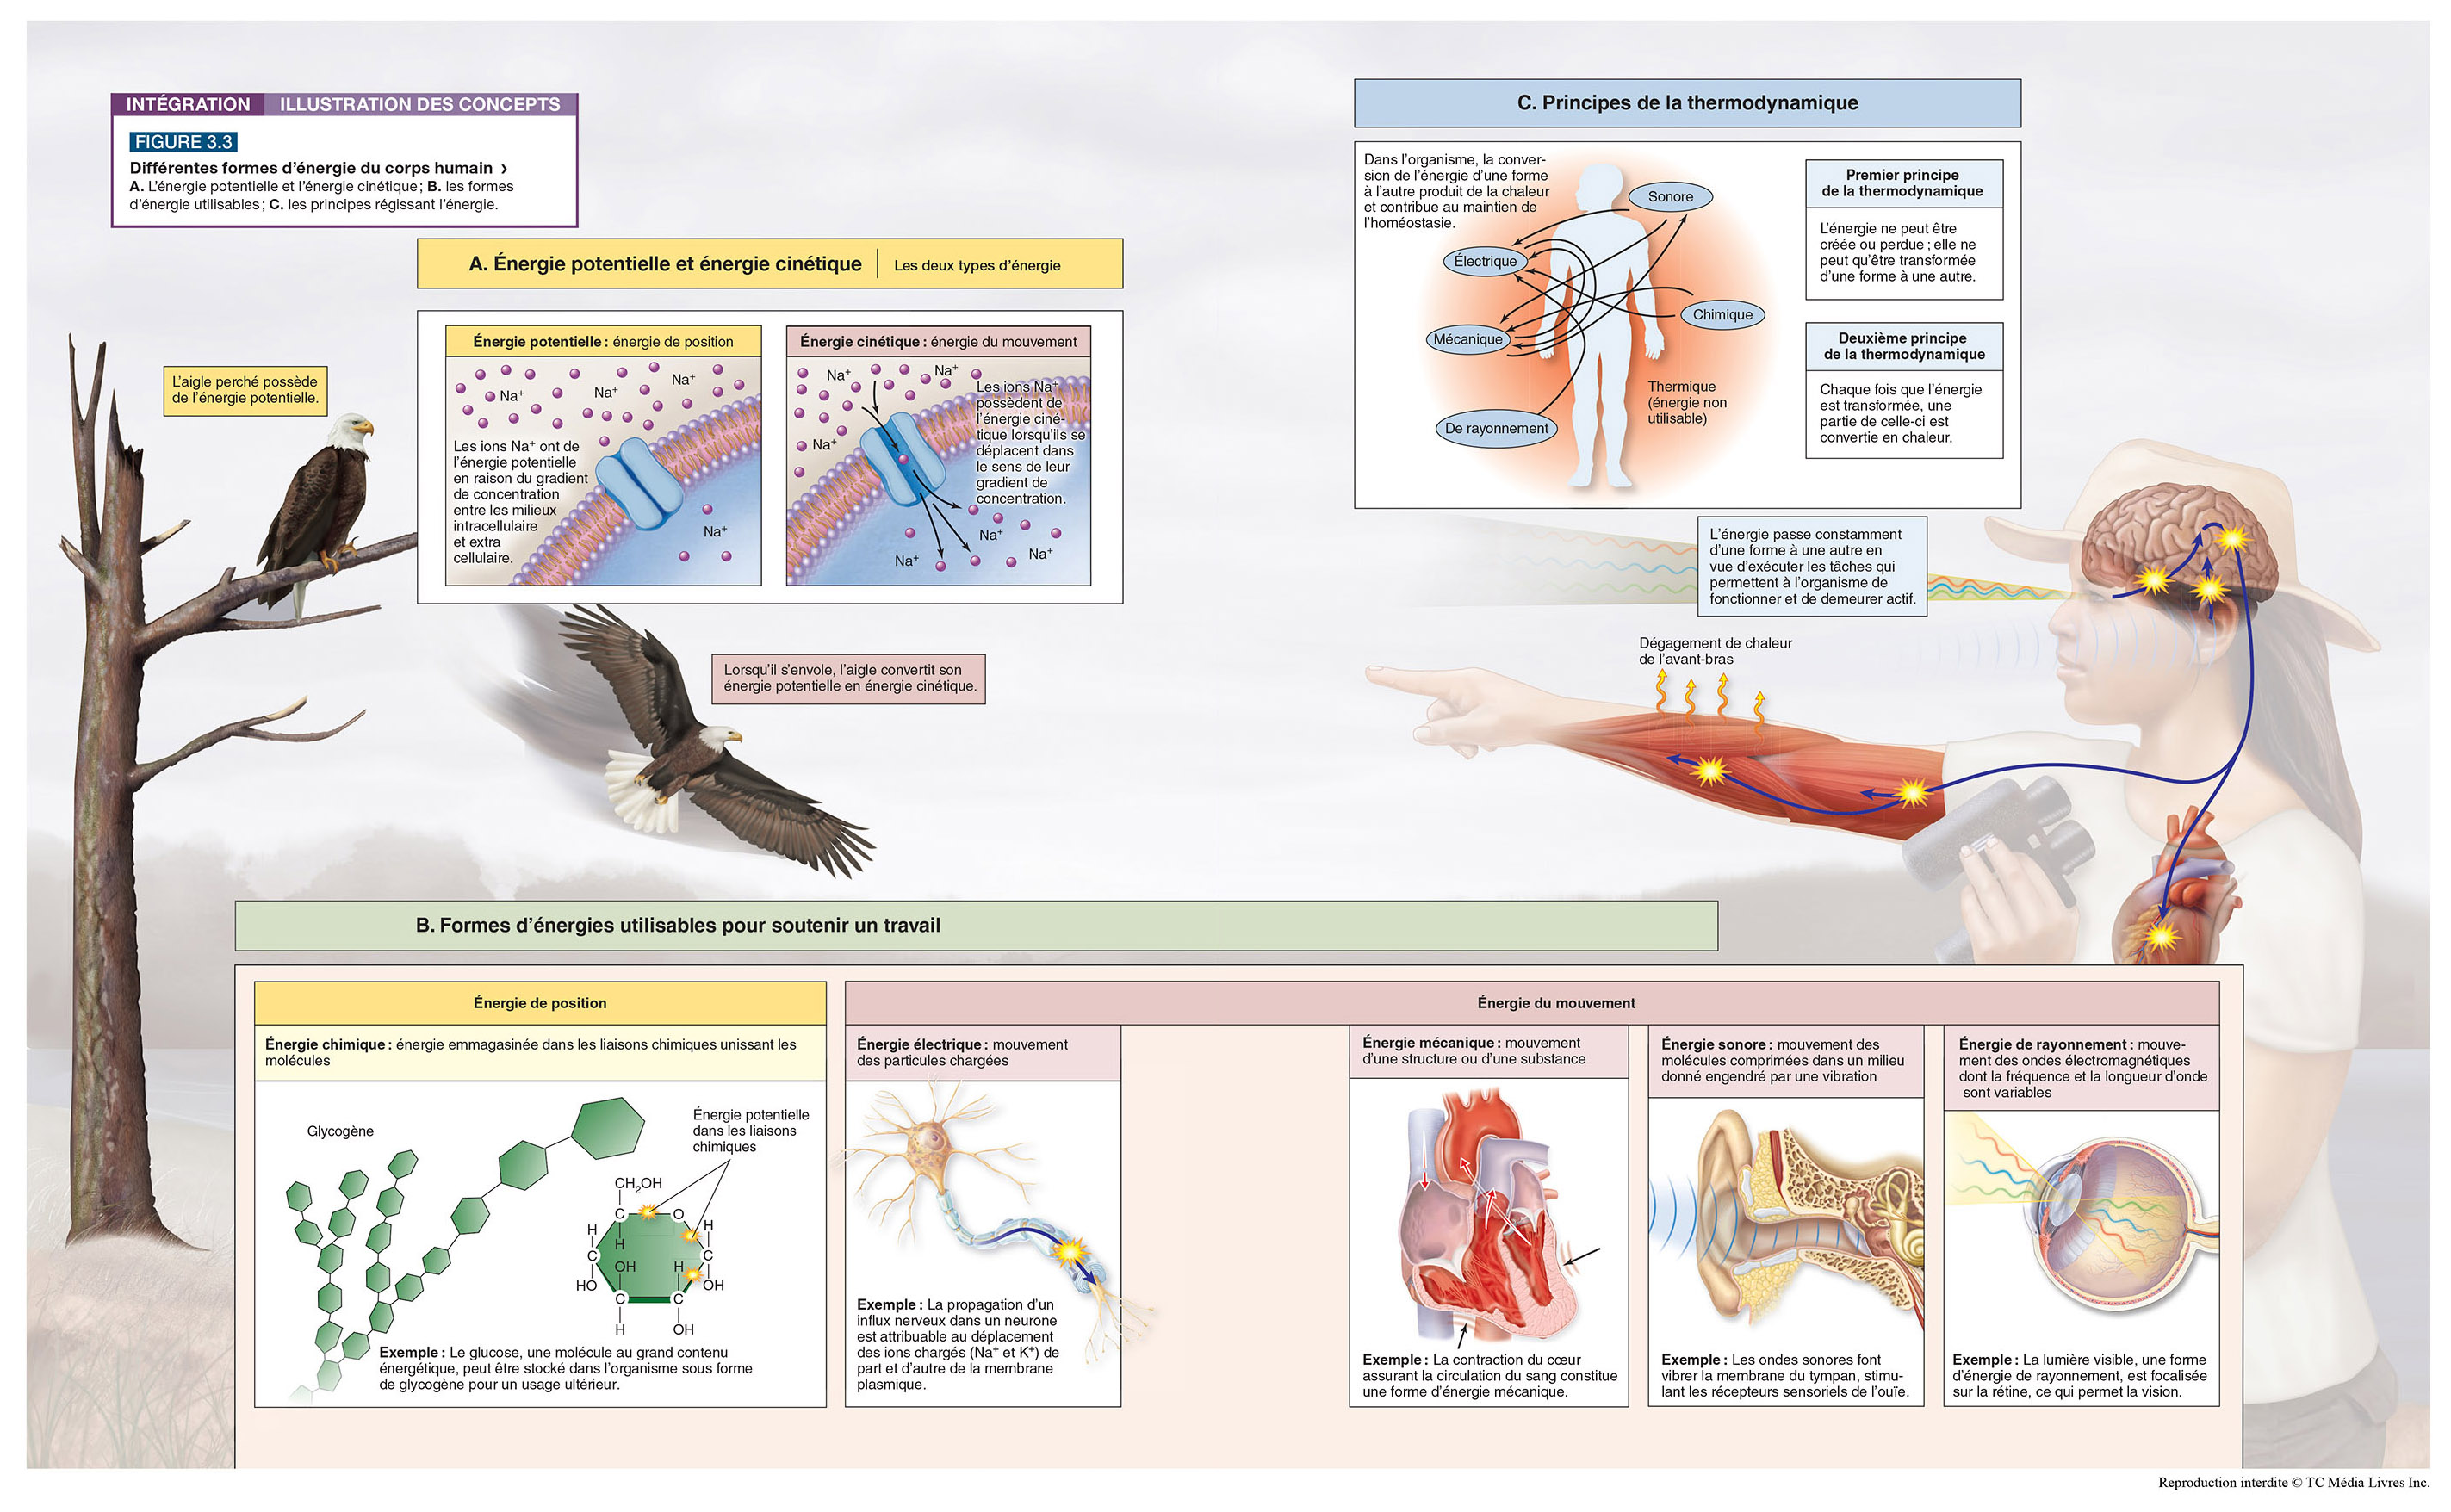 INTÉGRATION ILLUSTRATION DES CONCEPTS
FIGURE 3.3
Différentes formes d’énergie du corps humain ›
A. L’énergie potentielle et l’énergie cinétique ; B. les formes
d’énergie utilisables ; C. les principes régissant l’énergie.
A. Énergie potentielle et énergie cinétique | Les deux types d’énergie
L’aigle perché possède
de l’énergie potentielle.
Énergie potentielle : énergie de position
Na⁺
Na⁺
Na⁺
Les ions Na⁺ ont de
l’énergie potentielle
en raison du gradient
de concentration
entre les milieux
intracellulaire
et extra
cellulaire.
Na⁺
Énergie cinétique : énergie du mouvement
Na⁺
Na⁺
Na⁺
Les ions Na⁺
possèdent de
l’énergie ciné-
tique lorsqu’ils se
déplacent dans
le sens de leur
gradient de
concentration.
Na⁺
Na⁺
Na⁺
Lorsqu’il s’envole, l’aigle convertit son
énergie potentielle en énergie cinétique.
C. Principes de la thermodynamique
Dans l’organisme, la conver-
sion de l’énergie d’une forme
à l’autre produit de la chaleur
et contribue au maintien de
l’homéostasie.
Sonore
Électrique
Chimique
Mécanique
De rayonnement
Thermique
(énergie non
utilisable)
Premier principe
de la thermodynamique
L’énergie ne peut être
créée ou perdue ; elle ne
peut qu’être transformée
d’une forme à une autre.
Deuxième principe
de la thermodynamique
Chaque fois que l’énergie
est transformée, une
partie de celle-ci est
convertie en chaleur.
L’énergie passe constamment
d’une forme à une autre en
vue d’exécuter les tâches qui
permettent à l’organisme de
fonctionner et de demeurer actif.
Dégagement de chaleur
de l’avant-bras
B. Formes d’énergies utilisables pour soutenir un travail
Énergie de position
Énergie chimique : énergie emmagasinée dans les liaisons chimiques unissant les
molécules
Glycogène
Énergie potentielle
dans les liaisons
chimiques
CH₂OH
C
O
H
H
H
C
C
OH
H
HO
OH
C
C
H
OH
Exemple : Le glucose, une molécule au grand contenu
énergétique, peut être stocké dans l’organisme sous forme
de glycogène pour un usage ultérieur.
Énergie du mouvement
Énergie électrique : mouvement
des particules chargées
Exemple : La propagation d’un
influx nerveux dans un neurone
est attribuable au déplacement
des ions chargés (Na⁺ et K⁺) de
part et d’autre de la membrane
plasmique.
Énergie mécanique : mouvement
d’une structure ou d’une substance
Exemple : La contraction du cœur
assurant la circulation du sang constitue
une forme d’énergie mécanique.
Énergie sonore : mouvement des
molécules comprimées dans un milieu
donné engendré par une vibration
Exemple : Les ondes sonores font
vibrer la membrane du tympan, stimu-
lant les récepteurs sensoriels de l’ouïe.
Énergie de rayonnement : mouve-
ment des ondes électromagnétiques
dont la fréquence et la longueur d’onde
sont variables
Exemple : La lumière visible, une forme
d’énergie de rayonnement, est focalisée
sur la rétine, ce qui permet la vision.
Reproduction interdite © TC Média Livres Inc.